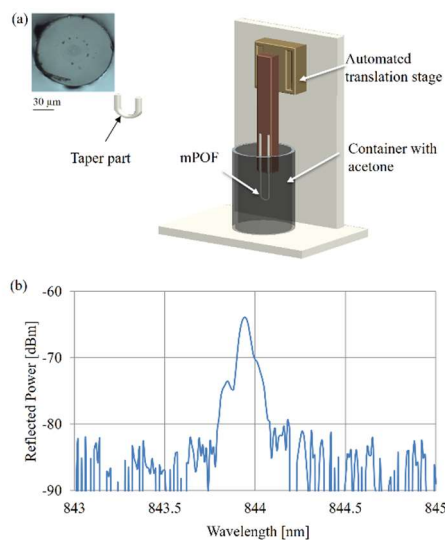 (a)
30 µm
Taper part
mPOF
Automated
translation stage
Container with
acetone
(b)
Reflected Power [dBm]
-60
-70
-80
-90
843
843.5
844
844.5
845
Wavelength [nm]